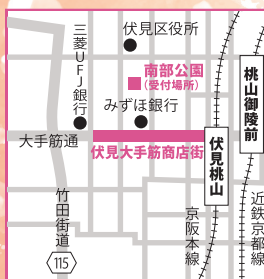 伏見区役所
三菱UFJ銀行
南部公園
(受付場所)
みずほ銀行
桃山御陵前
大手筋通
伏見大手筋商店街
伏見桃山
竹田街道
115
京阪本線
近鉄京都線